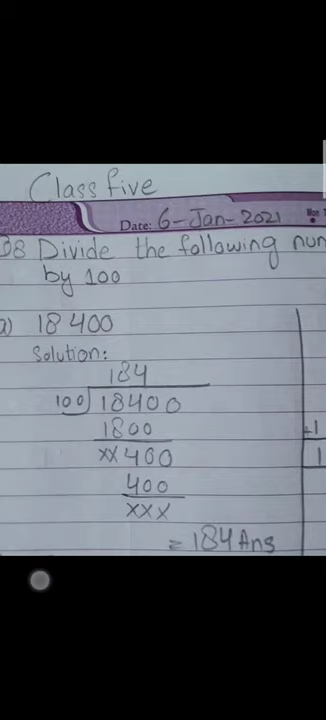 Class five
Date: 6-Jan-2021
Q8 Divide the following
by 100
a) 18400
Solution:
184
100)18400
1800
xx400
400
xxx
= 184 Ans